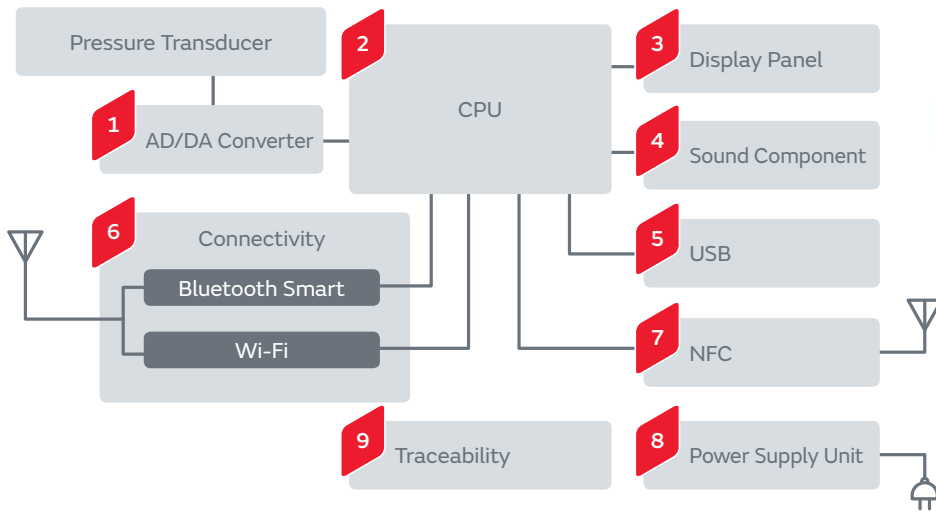 Pressure Transducer
1
AD/DA Converter
2
CPU
3
Display Panel
4
Sound Component
5
USB
6
Connectivity
Bluetooth Smart
Wi-Fi
7
NFC
9
Traceability
8
Power Supply Unit